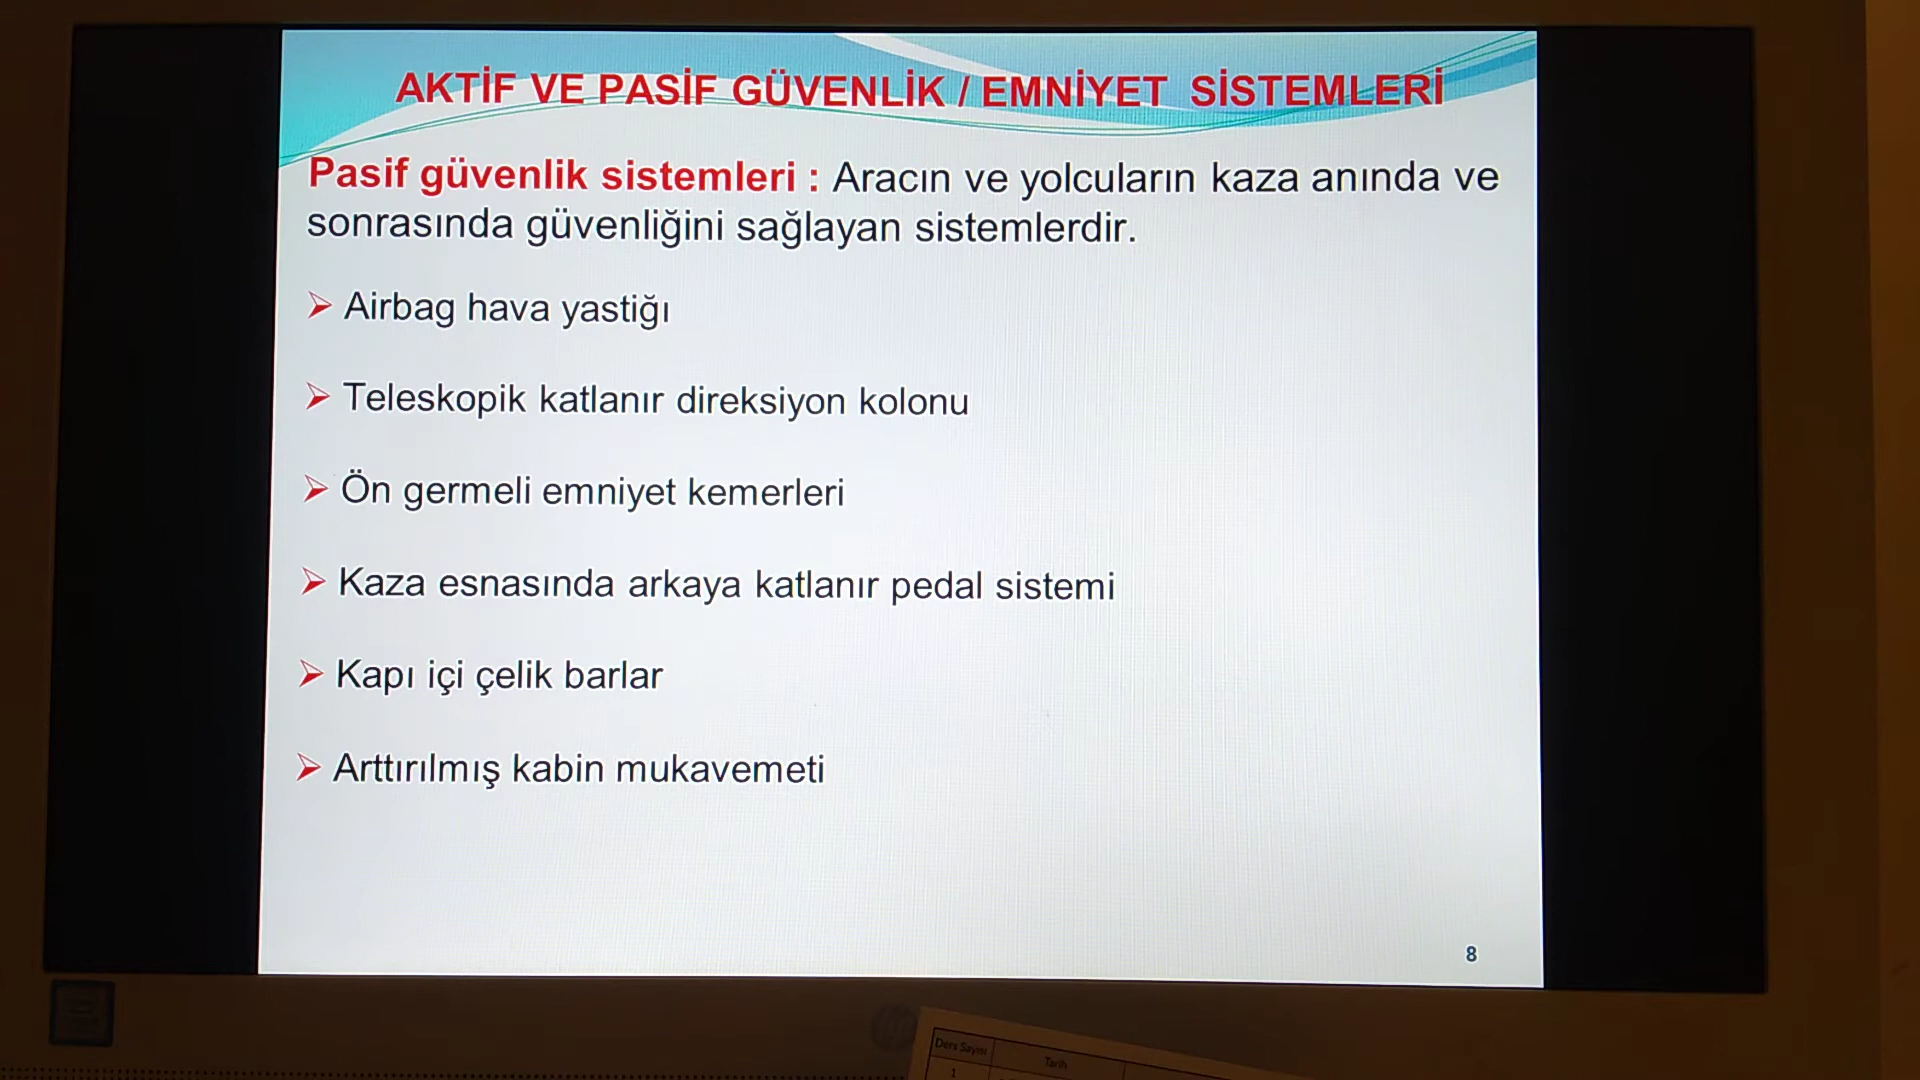 AKTİF VE PASİF GÜVENLİK / EMNİYET SİSTEMLERİ
Pasif güvenlik sistemleri : Aracın ve yolcuların kaza anında ve
sonrasında güvenliğini sağlayan sistemlerdir.
➢ Airbag hava yastiğı
➢ Teleskopik katlanır direksiyon kolonu
➢ Ön germeli emniyet kemerleri
➢ Kaza esnasında arkaya katlanır pedal sistemi
➢ Kapı içi çelik barlar
➢ Arttırılmış kabin mukavemeti
8
Ders Sayısı Tarih
1